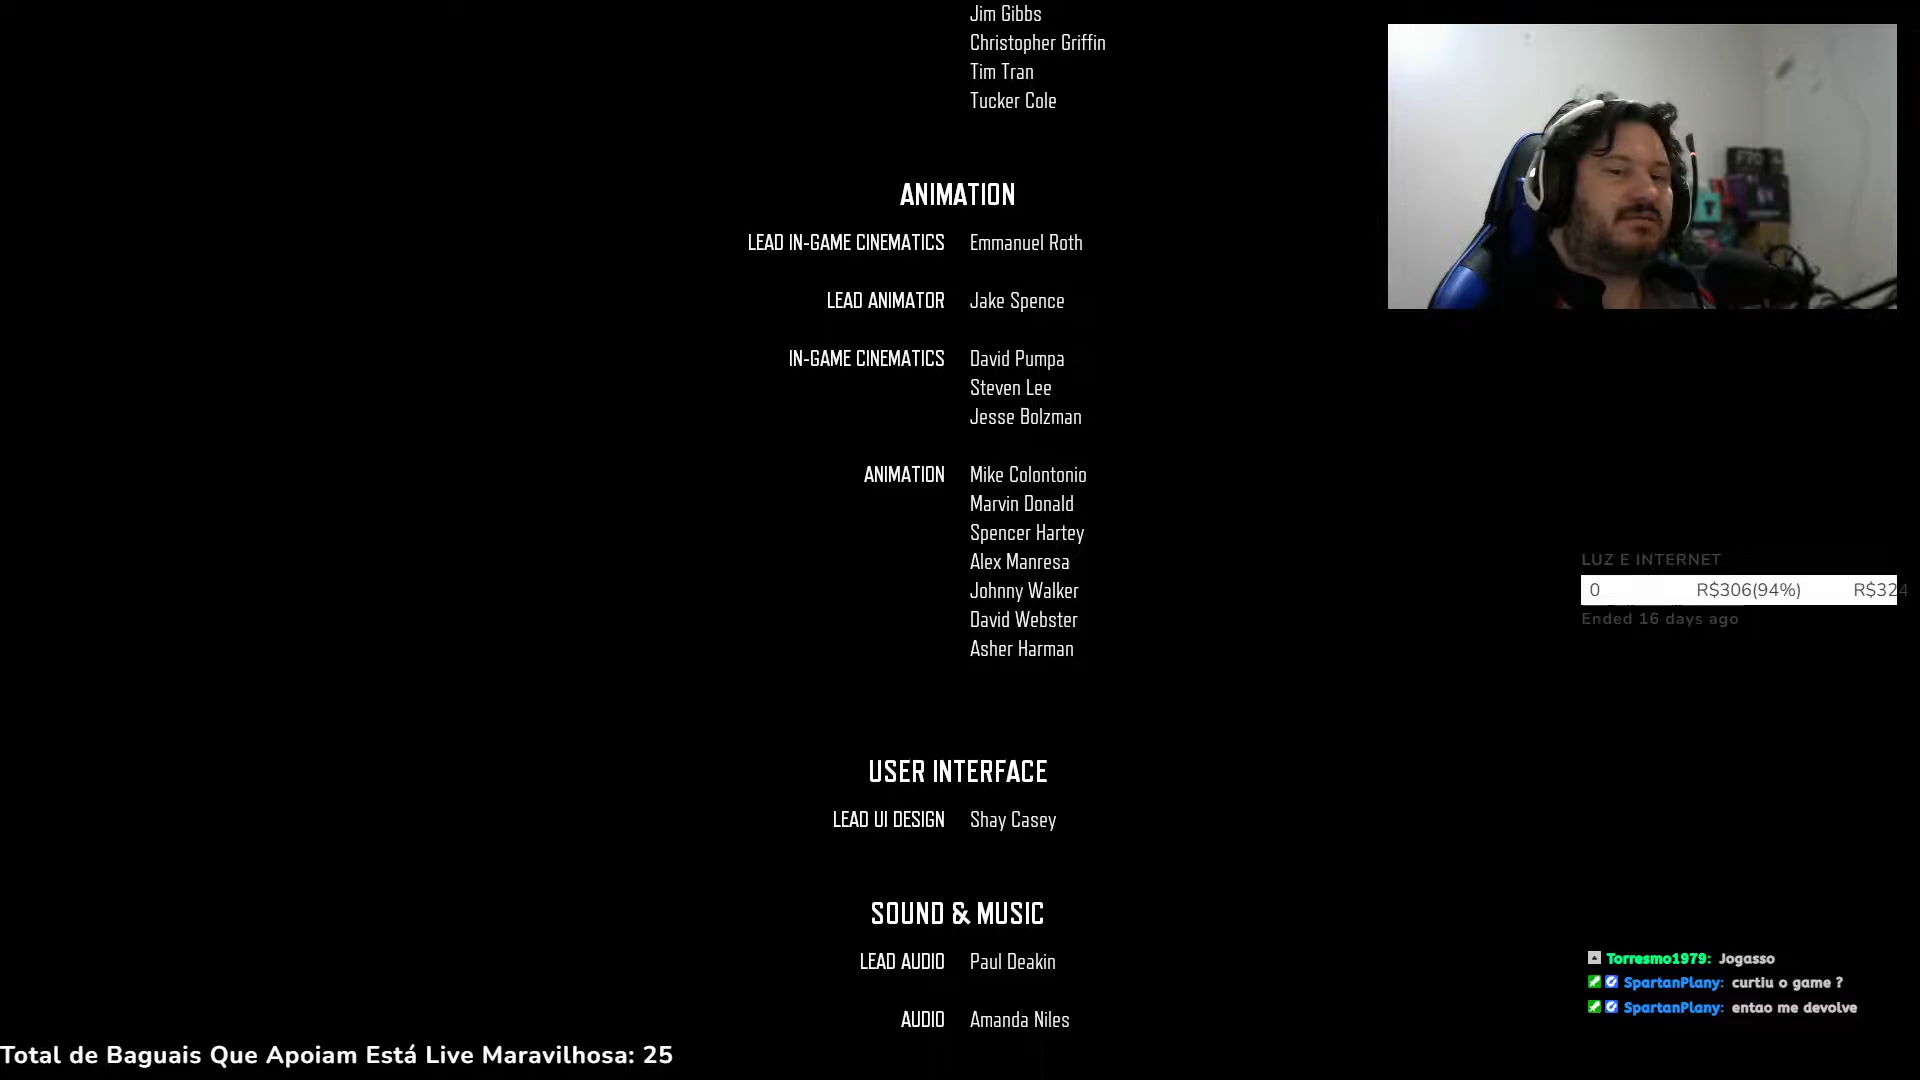 Jim Gibbs
Christopher Griffin
Tim Tran
Tucker Cole
ANIMATION
LEAD IN-GAME CINEMATICS Emmanuel Roth
LEAD ANIMATOR Jake Spence
IN-GAME CINEMATICS David Pumpa
Steven Lee
Jesse Bolzman
ANIMATION Mike Colontonio
Marvin Donald
Spencer Hartey
Alex Manresa
Johnny Walker
David Webster
Asher Harman
USER INTERFACE
LEAD UI DESIGN Shay Casey
SOUND & MUSIC
LEAD AUDIO Paul Deakin
AUDIO Amanda Niles
LUZ E INTERNET
0 R$306(94%) R$324
Ended 16 days ago
Torresmo1979: Jogasso
SpartanPlany: curtiu o game ?
SpartanPlany: entao me devolve
Total de Baguais Que Apoiam Está Live Maravilhosa: 25